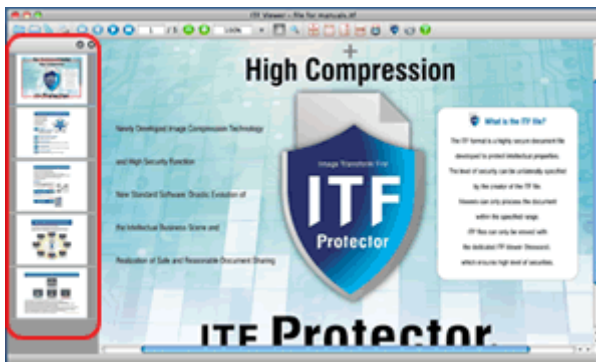 ITF Viewer - file for manuals.itf
1 / 5 100%
High Compression
Newly Developed Image Compression Technology
and High Security Function
New Standard Software: Drastic Evolution of
the Intellectual Business Scene and
Realization of Safe and Reasonable Document Sharing
Image Transform File
ITF
Protector
What is the ITF file?
The ITF format is a highly secure document file
developed to protect intellectual properties.
The level of security can be unilaterally specified
by the creator of the ITF file.
Viewers can only process the document
within the specified range.
ITF files can only be viewed with
the dedicated ITF Viewer (freeware),
which ensures high level of securities.
ITF Protector